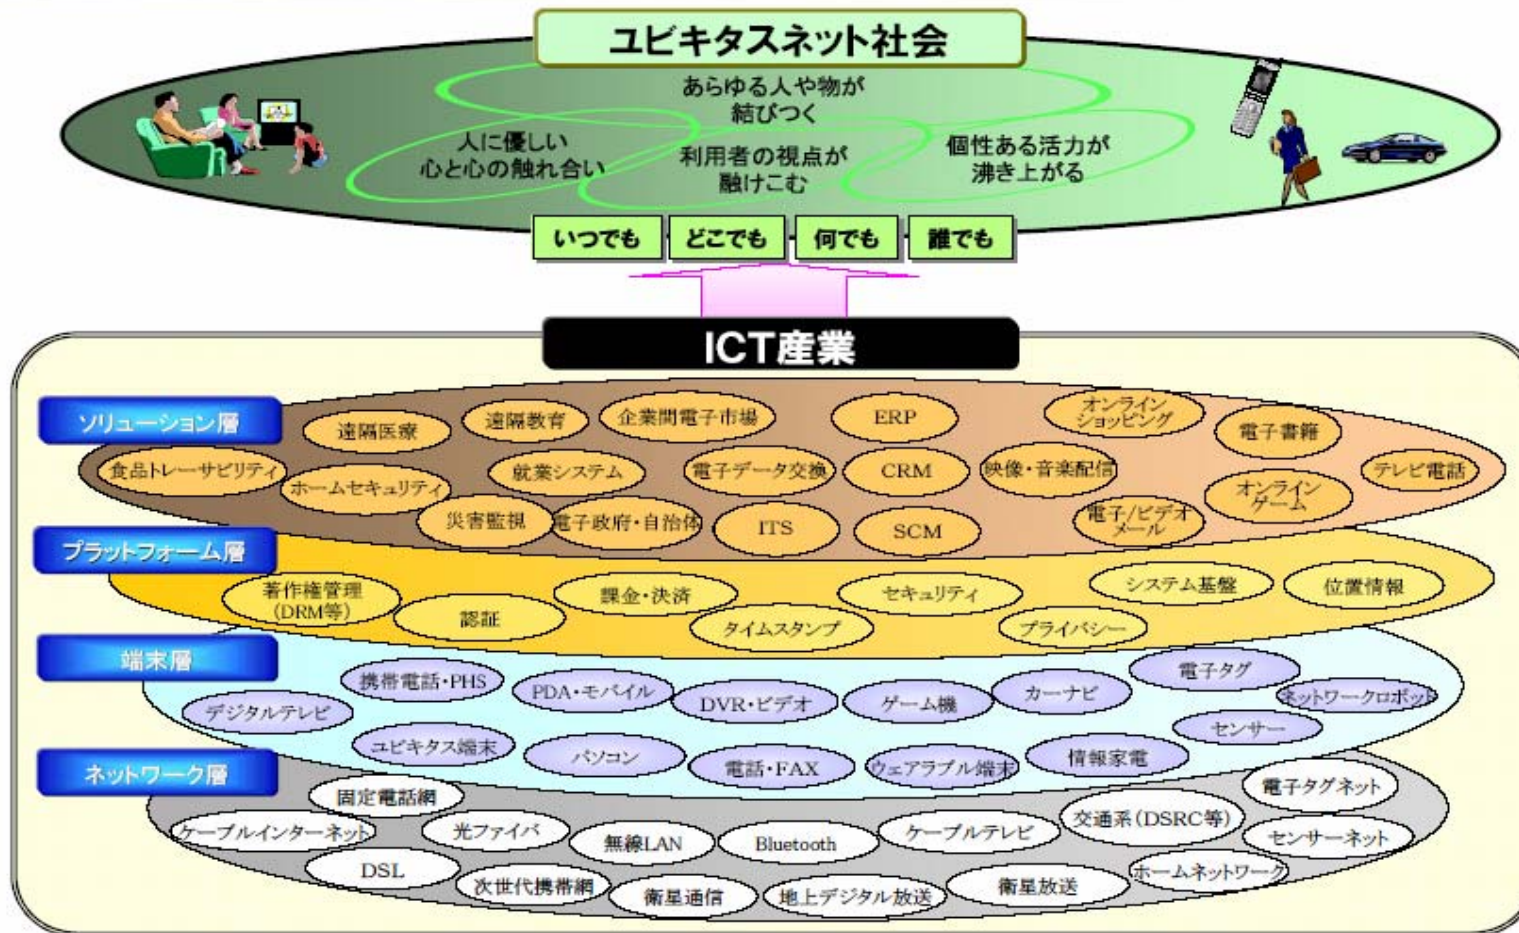 ユビキタスネット社会
あらゆる人や物が
結びつく
人に優しい
心と心の触れ合い
利用者の視点が
融けこむ
個性ある活力が
沸き上がる
いつでも
どこでも
何でも
誰でも
ICT産業
ソリューション層
遠隔医療
遠隔教育
企業間電子市場
ERP
オンライン
ショッピング
電子書籍
食品トレーサビリティ
ホームセキュリティ
就業システム
電子データ交換
CRM
映像・音楽配信
オンライン
ゲーム
テレビ電話
災害監視
電子政府・自治体
ITS
SCM
電子/ビデオ
メール
プラットフォーム層
著作権管理
(DRM等)
認証
課金・決済
タイムスタンプ
セキュリティ
プライバシー
システム基盤
位置情報
端末層
デジタルテレビ
携帯電話・PHS
PDA・モバイル
DVR・ビデオ
ゲーム機
カーナビ
電子タグ
ネットワークロボット
ユビキタス端末
パソコン
電話・FAX
ウェアラブル端末
情報家電
センサー
ネットワーク層
固定電話網
ケーブルインターネット
光ファイバ
無線LAN
Bluetooth
ケーブルテレビ
交通系(DSRC等)
電子タグネット
センサーネット
DSL
次世代携帯網
衛星通信
地上デジタル放送
衛星放送
ホームネットワーク